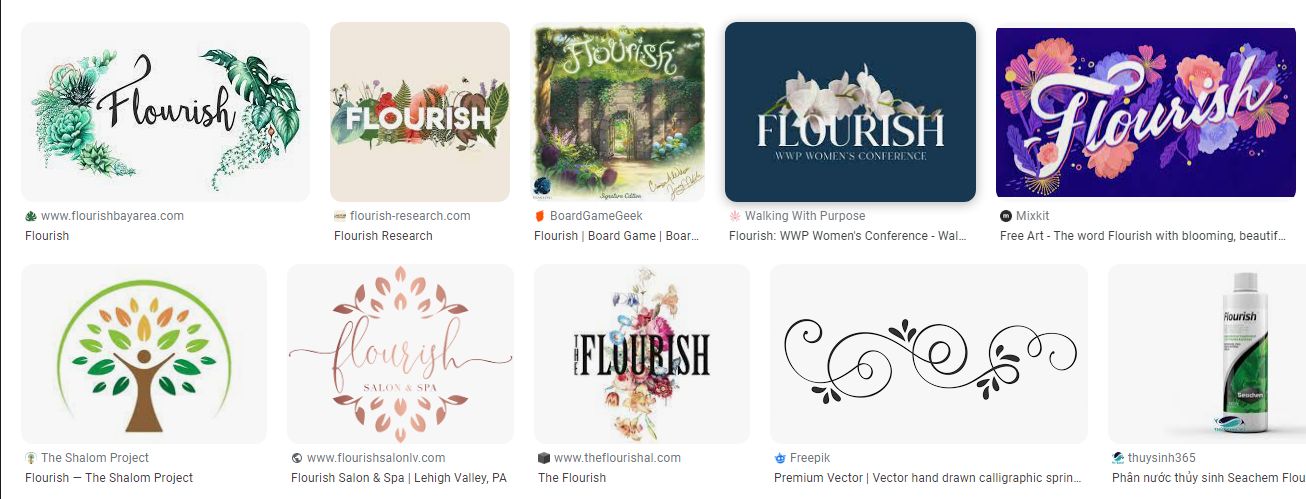 Flourish
FLOURISH
Flourish
Signature Edition
FLOURISH
WWP WOMEN'S CONFERENCE
Flourish
www.flourishbayarea.com
flourish-research.com
BoardGameGeek
Walking With Purpose
Mixkit
Flourish
Flourish Research
Flourish | Board Game | Boar...
Flourish: WWP Women's Conference - Wal...
Free Art - The word Flourish with blooming, beautif...
flourish
SALON & SPA
THE FLOURISH
Flourish
Seachem
The Shalom Project
www.flourishsalonlv.com
www.theflourishal.com
Freepik
thuysinh365
Flourish — The Shalom Project
Flourish Salon & Spa | Lehigh Valley, PA
The Flourish
Premium Vector | Vector hand drawn calligraphic sprin...
Phân nước thủy sinh Seachem Flou